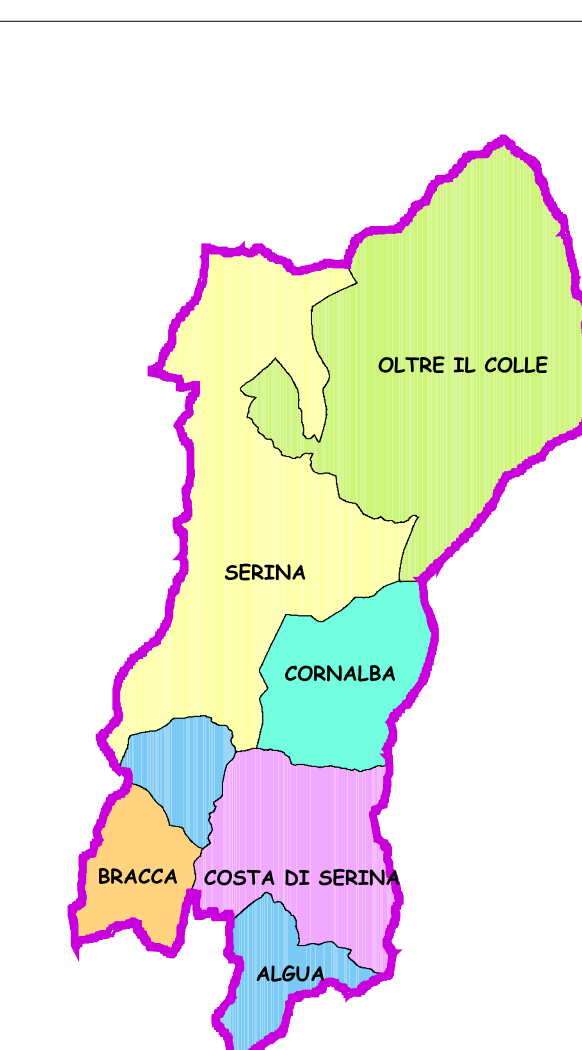 OLTRE IL COLLE
SERINA
CORNALBA
BRACCA
COSTA DI SERINA
ALGUA